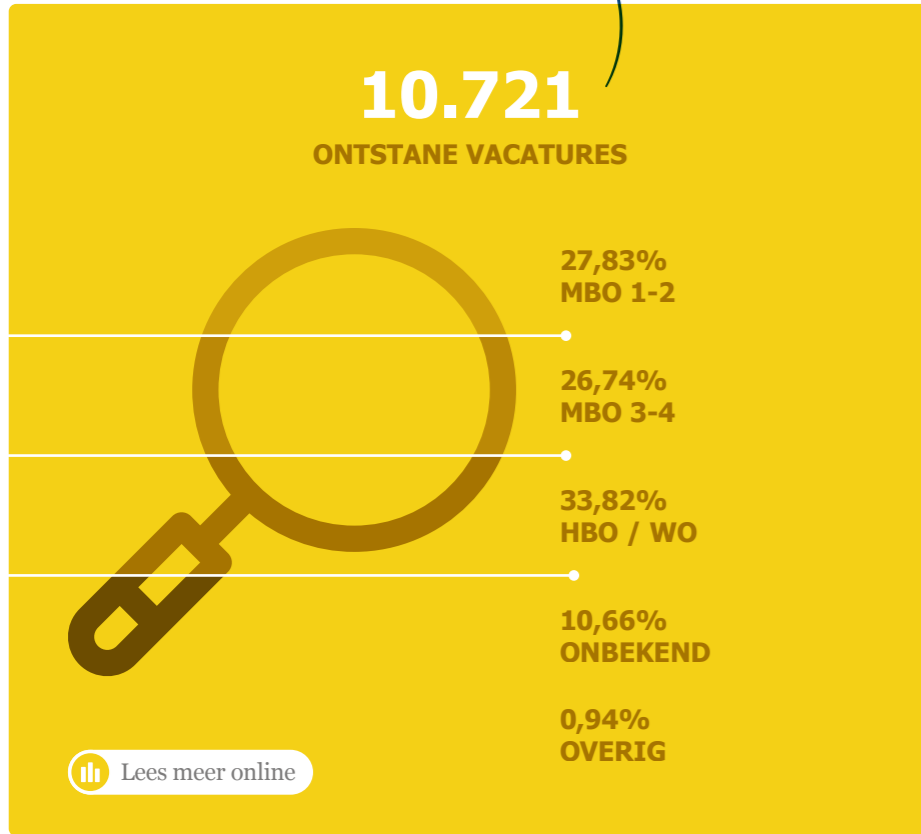 10.721
ONTSTANE VACATURES
27,83%
MBO 1-2
26,74%
MBO 3-4
33,82%
HBO / WO
10,66%
ONBEKEND
0,94%
OVERIG
Lees meer online